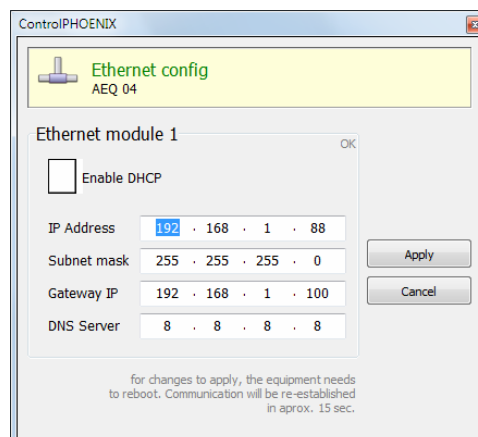 ControlPHOENIX
Ethernet config
AEQ 04
Ethernet module 1
OK
Enable DHCP
IP Address 192 . 168 . 1 . 88
Subnet mask 255 . 255 . 255 . 0
Apply
Gateway IP 192 . 168 . 1 . 100
Cancel
DNS Server 8 . 8 . 8 . 8
for changes to apply, the equipment needs
to reboot. Communication will be re-established
in aprox. 15 sec.